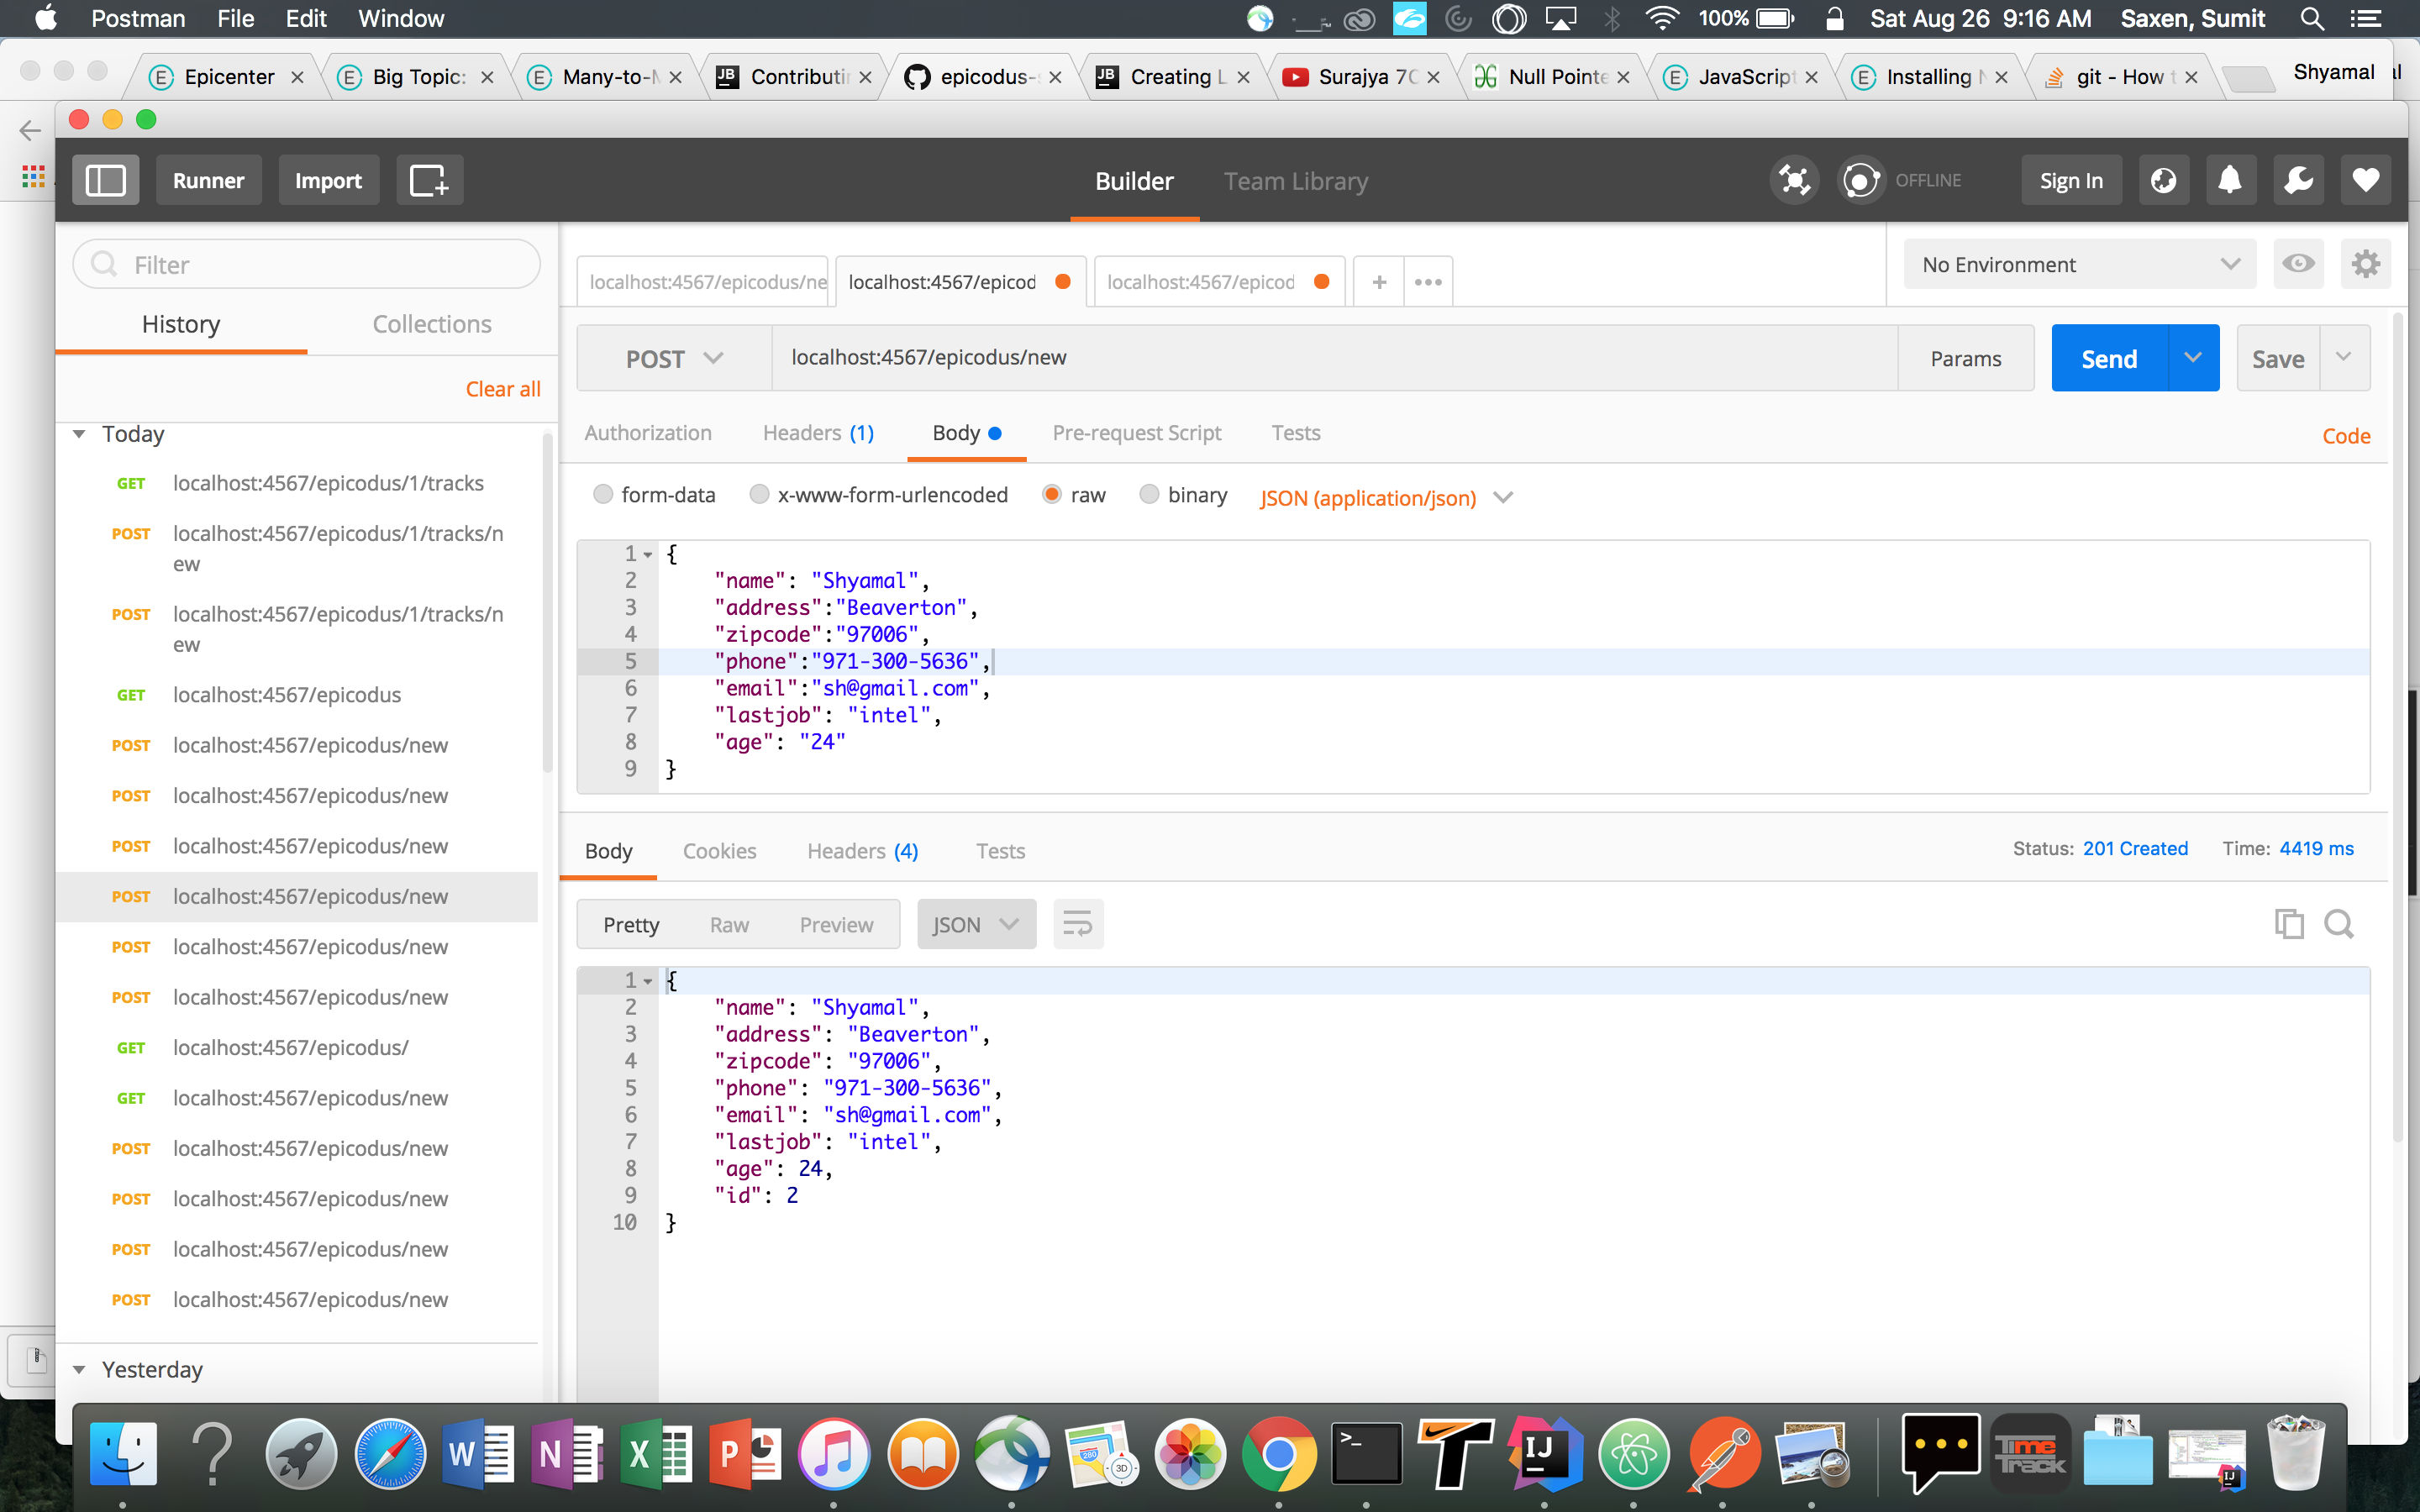 Postman File Edit Window 100% Sat Aug 26 9:16 AM Saxen, Sumit
Epicenter Big Topic: Many-to-M Contributi epicodus-s Creating L Surajya 7C Null Pointe JavaScript Installing N git - How t Shyamal
Runner Import Builder Team Library OFFLINE Sign In
Filter
localhost:4567/epicodus/ne localhost:4567/epicod localhost:4567/epicod + No Environment
History Collections
POST localhost:4567/epicodus/new Params Send Save
Clear all
Authorization Headers (1) Body Pre-request Script Tests Code
form-data x-www-form-urlencoded raw binary JSON (application/json)
1 {
2 "name": "Shyamal",
3 "address":"Beaverton",
4 "zipcode":"97006",
5 "phone":"971-300-5636",
6 "email":"sh@gmail.com",
7 "lastjob": "intel",
8 "age": "24"
9 }
Today
GET localhost:4567/epicodus/1/tracks
POST localhost:4567/epicodus/1/tracks/n
ew
POST localhost:4567/epicodus/1/tracks/n
ew
GET localhost:4567/epicodus
POST localhost:4567/epicodus/new
POST localhost:4567/epicodus/new
POST localhost:4567/epicodus/new
POST localhost:4567/epicodus/new
POST localhost:4567/epicodus/new
POST localhost:4567/epicodus/new
GET localhost:4567/epicodus/
GET localhost:4567/epicodus/new
POST localhost:4567/epicodus/new
POST localhost:4567/epicodus/new
POST localhost:4567/epicodus/new
POST localhost:4567/epicodus/new
Yesterday
Body Cookies Headers (4) Tests Status: 201 Created Time: 4419 ms
Pretty Raw Preview JSON
1 {
2 "name": "Shyamal",
3 "address": "Beaverton",
4 "zipcode": "97006",
5 "phone": "971-300-5636",
6 "email": "sh@gmail.com",
7 "lastjob": "intel",
8 "age": 24,
9 "id": 2
10 }
W N X P 3D >_ T IJ Time Track